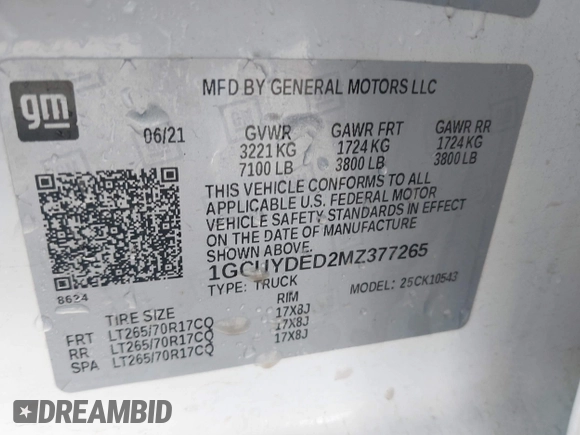 gm
MFD BY GENERAL MOTORS LLC
06/21 GVWR GAWR FRT GAWR RR
3221 KG 1724 KG 1724 KG
7100 LB 3800 LB 3800 LB
THIS VEHICLE CONFORMS TO ALL
APPLICABLE U.S. FEDERAL MOTOR
VEHICLE SAFETY STANDARDS IN EFFECT
ON THE DATE OF MANUFACTURE
SHOWN ABOVE.
1GCUYDED2MZ377265
8624 TYPE: TRUCK MODEL: 25CK10543
TIRE SIZE RIM
FRT LT265/70R17CQ 17X8J
RR LT265/70R17CQ 17X8J
SPA LT265/70R17CQ 17X8J
DREAMBID